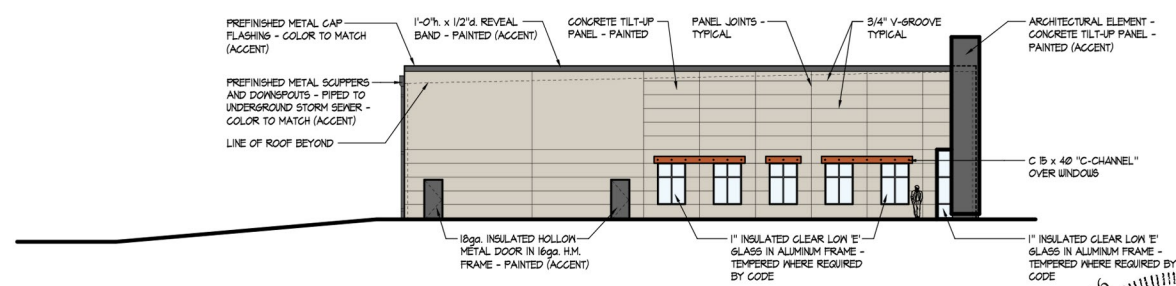 PREFINISHED METAL CAP
FLASHING - COLOR TO MATCH
(ACCENT)
1'-0"h. x 1/2"d. REVEAL
BAND - PAINTED (ACCENT)
CONCRETE TILT-UP
PANEL - PAINTED
PANEL JOINTS -
TYPICAL
3/4" V-GROOVE
TYPICAL
ARCHITECTURAL ELEMENT -
CONCRETE TILT-UP PANEL -
PAINTED (ACCENT)
PREFINISHED METAL SCUPPERS
AND DOWNSPOUTS - PIPED TO
UNDERGROUND STORM SEWER -
COLOR TO MATCH (ACCENT)
LINE OF ROOF BEYOND
C 15 x 40 "C-CHANNEL"
OVER WINDOWS
18ga. INSULATED HOLLOW
METAL DOOR IN 16ga. H.M.
FRAME - PAINTED (ACCENT)
1" INSULATED CLEAR LOW 'E'
GLASS IN ALUMINUM FRAME -
TEMPERED WHERE REQUIRED
BY CODE
1" INSULATED CLEAR LOW 'E'
GLASS IN ALUMINUM FRAME -
TEMPERED WHERE REQUIRED BY
CODE